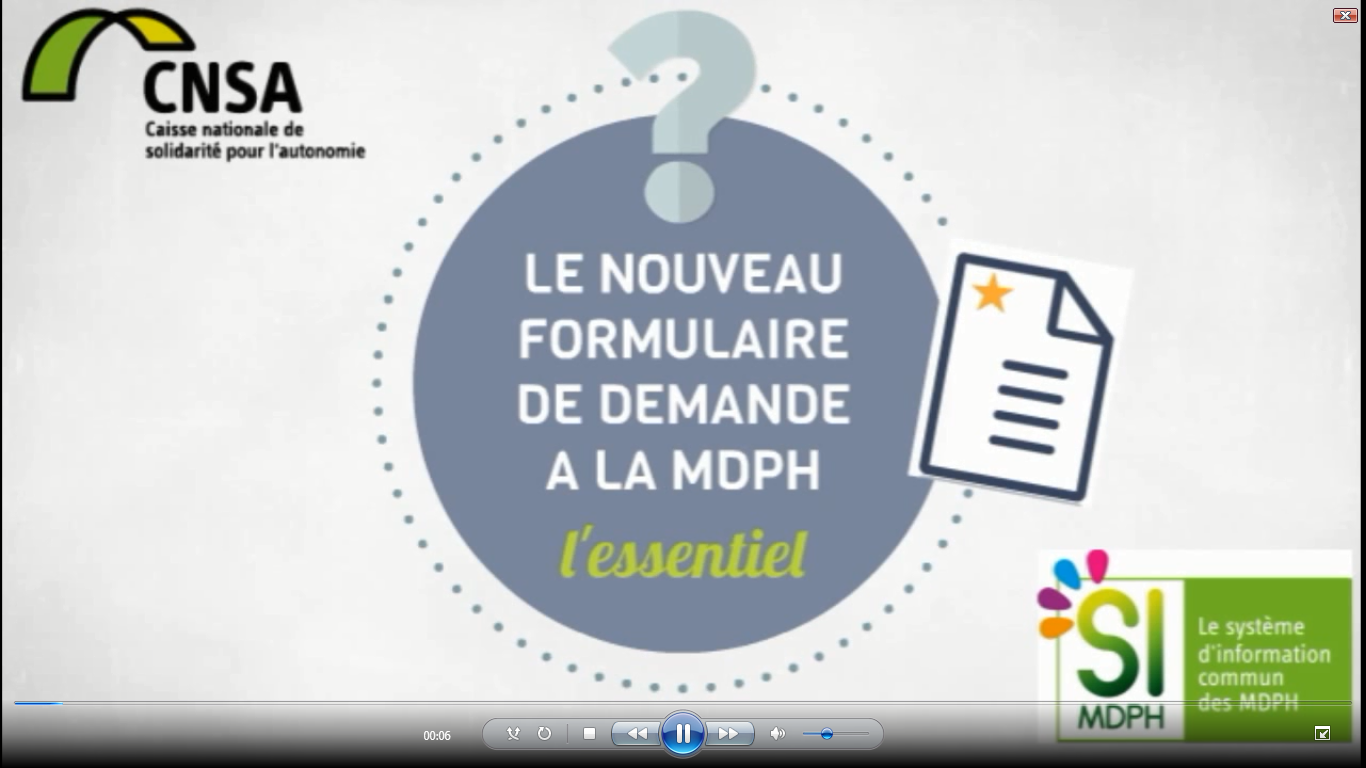 CNSA
Caisse nationale de
solidarité pour l'autonomie
?
LE NOUVEAU
FORMULAIRE
DE DEMANDE
A LA MDPH
l'essentiel
SI
MDPH
Le système
d'information
commun
des MDPH
00:06